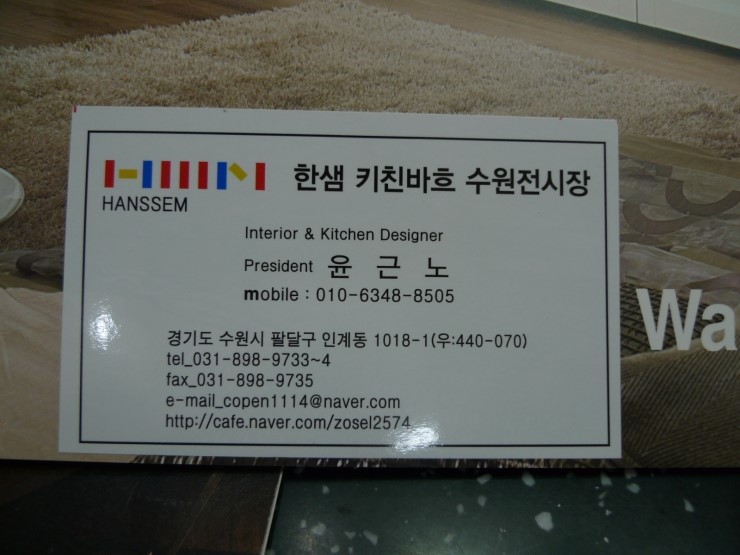 한샘 키친바흐 수원전시장
HANSSEM
Interior & Kitchen Designer
President 윤 근 노
mobile : 010-6348-8505
경기도 수원시 팔달구 인계동 1018-1(우:440-070)
tel_031-898-9733~4
fax_031-898-9735
e-mail_copen1114@naver.com
http://cafe.naver.com/zosel2574
Wa